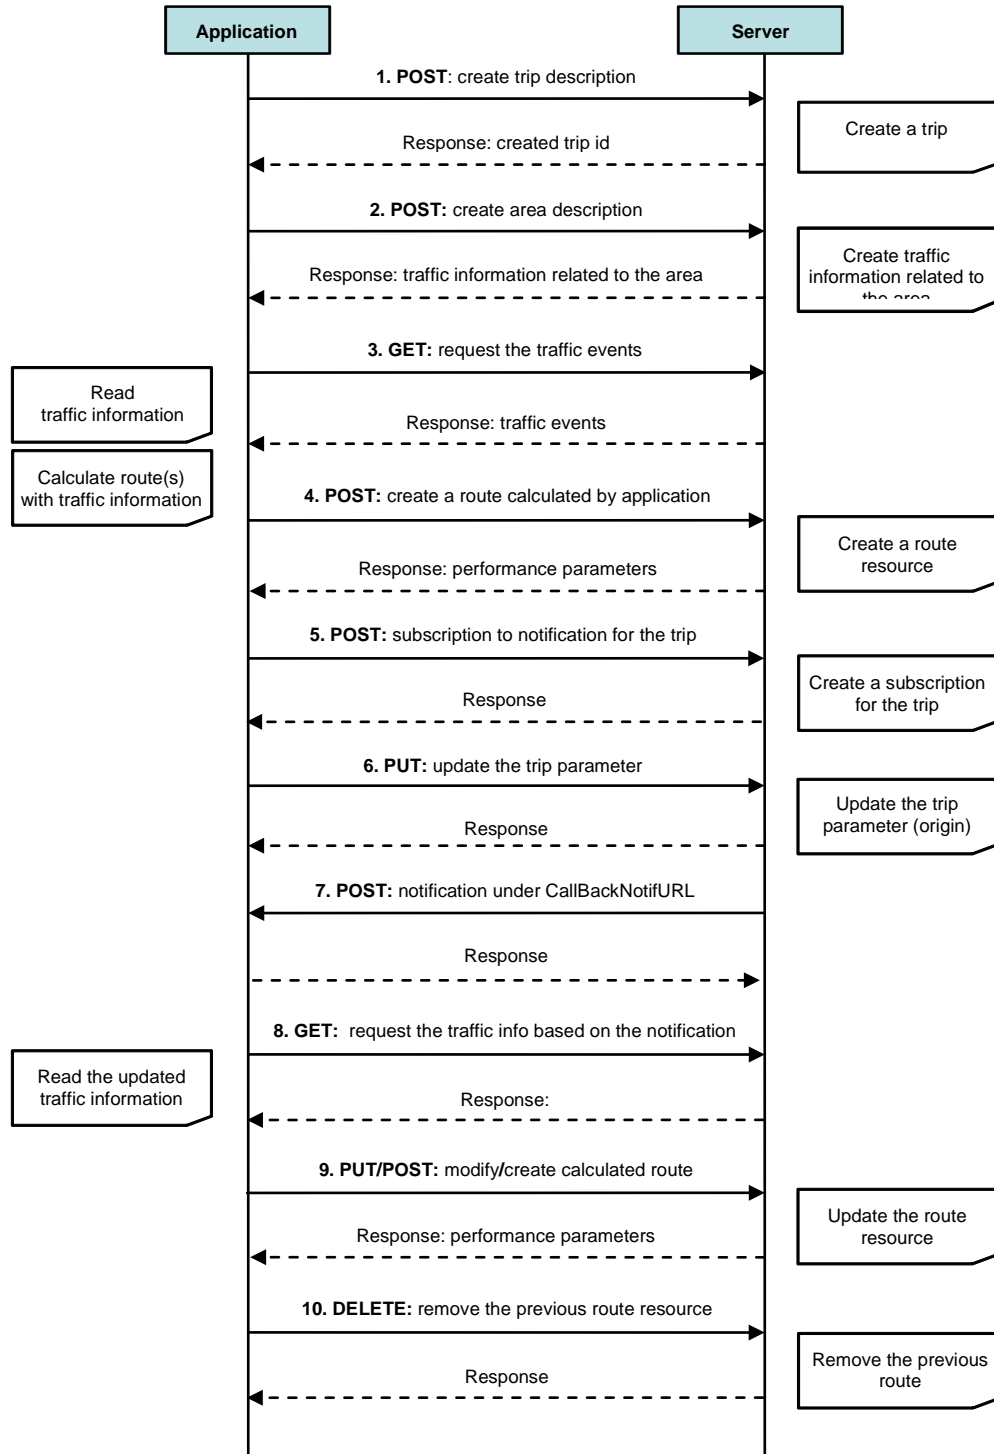 Application
Server
1. POST: create trip description
Create a trip
Response: created trip id
2. POST: create area description
Create traffic
information related to
the area
Response: traffic information related to the area
3. GET: request the traffic events
Read
traffic information
Response: traffic events
Calculate route(s)
with traffic information
4. POST: create a route calculated by application
Create a route
resource
Response: performance parameters
5. POST: subscription to notification for the trip
Create a subscription
for the trip
Response
6. PUT: update the trip parameter
Update the trip
parameter (origin)
Response
7. POST: notification under CallBackNotifURL
Response
8. GET: request the traffic info based on the notification
Read the updated
traffic information
Response:
9. PUT/POST: modify/create calculated route
Update the route
resource
Response: performance parameters
10. DELETE: remove the previous route resource
Remove the previous
route
Response